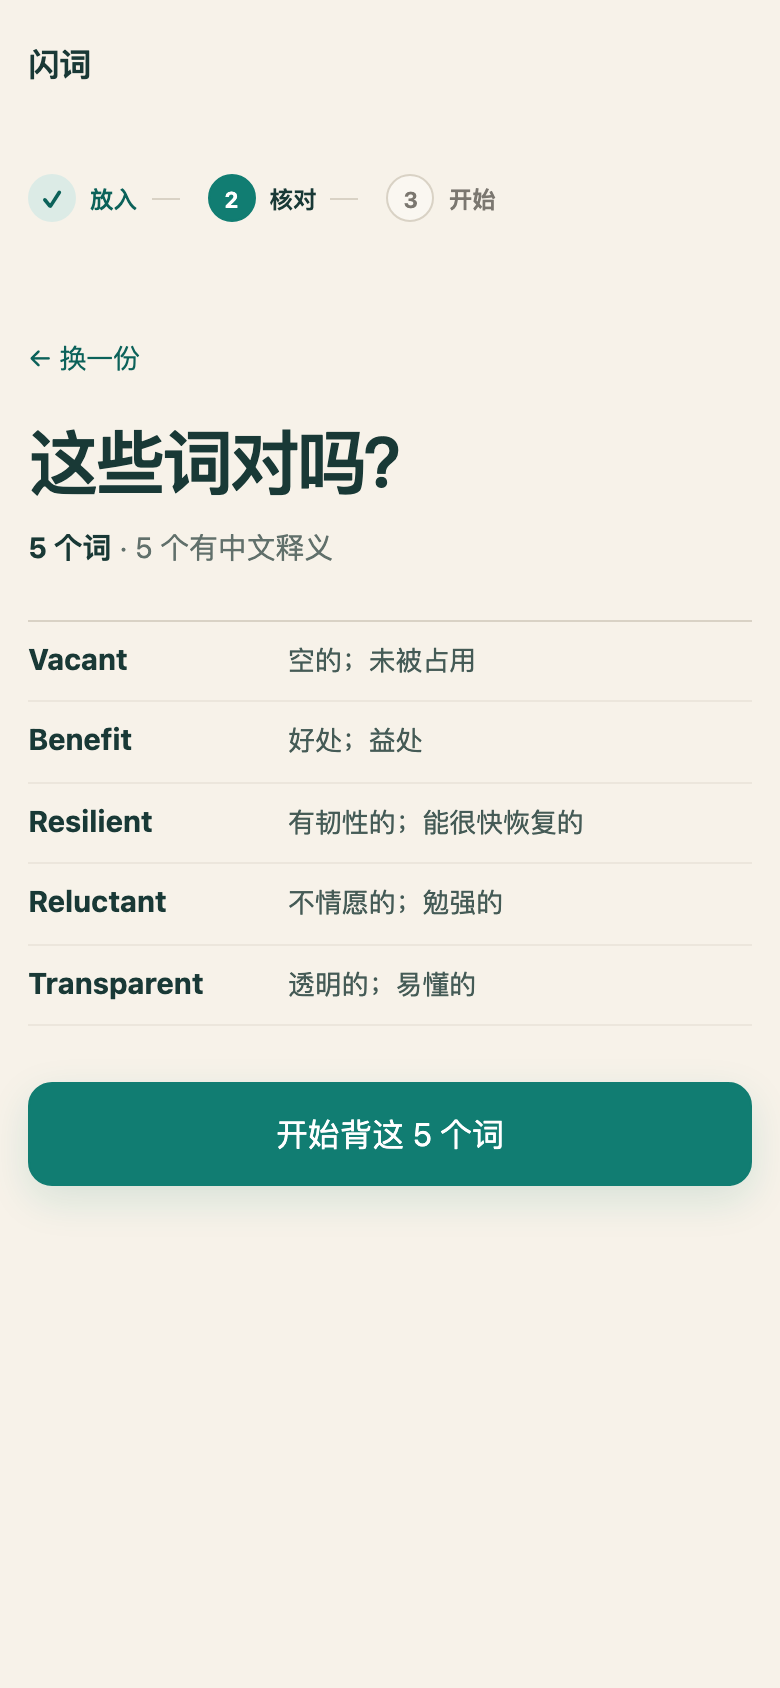 闪词
放入 2 核对 3 开始
← 换一份
这些词对吗?
5 个词 · 5 个有中文释义
Vacant 空的；未被占用
Benefit 好处；益处
Resilient 有韧性的；能很快恢复的
Reluctant 不情愿的；勉强的
Transparent 透明的；易懂的
开始背这 5 个词